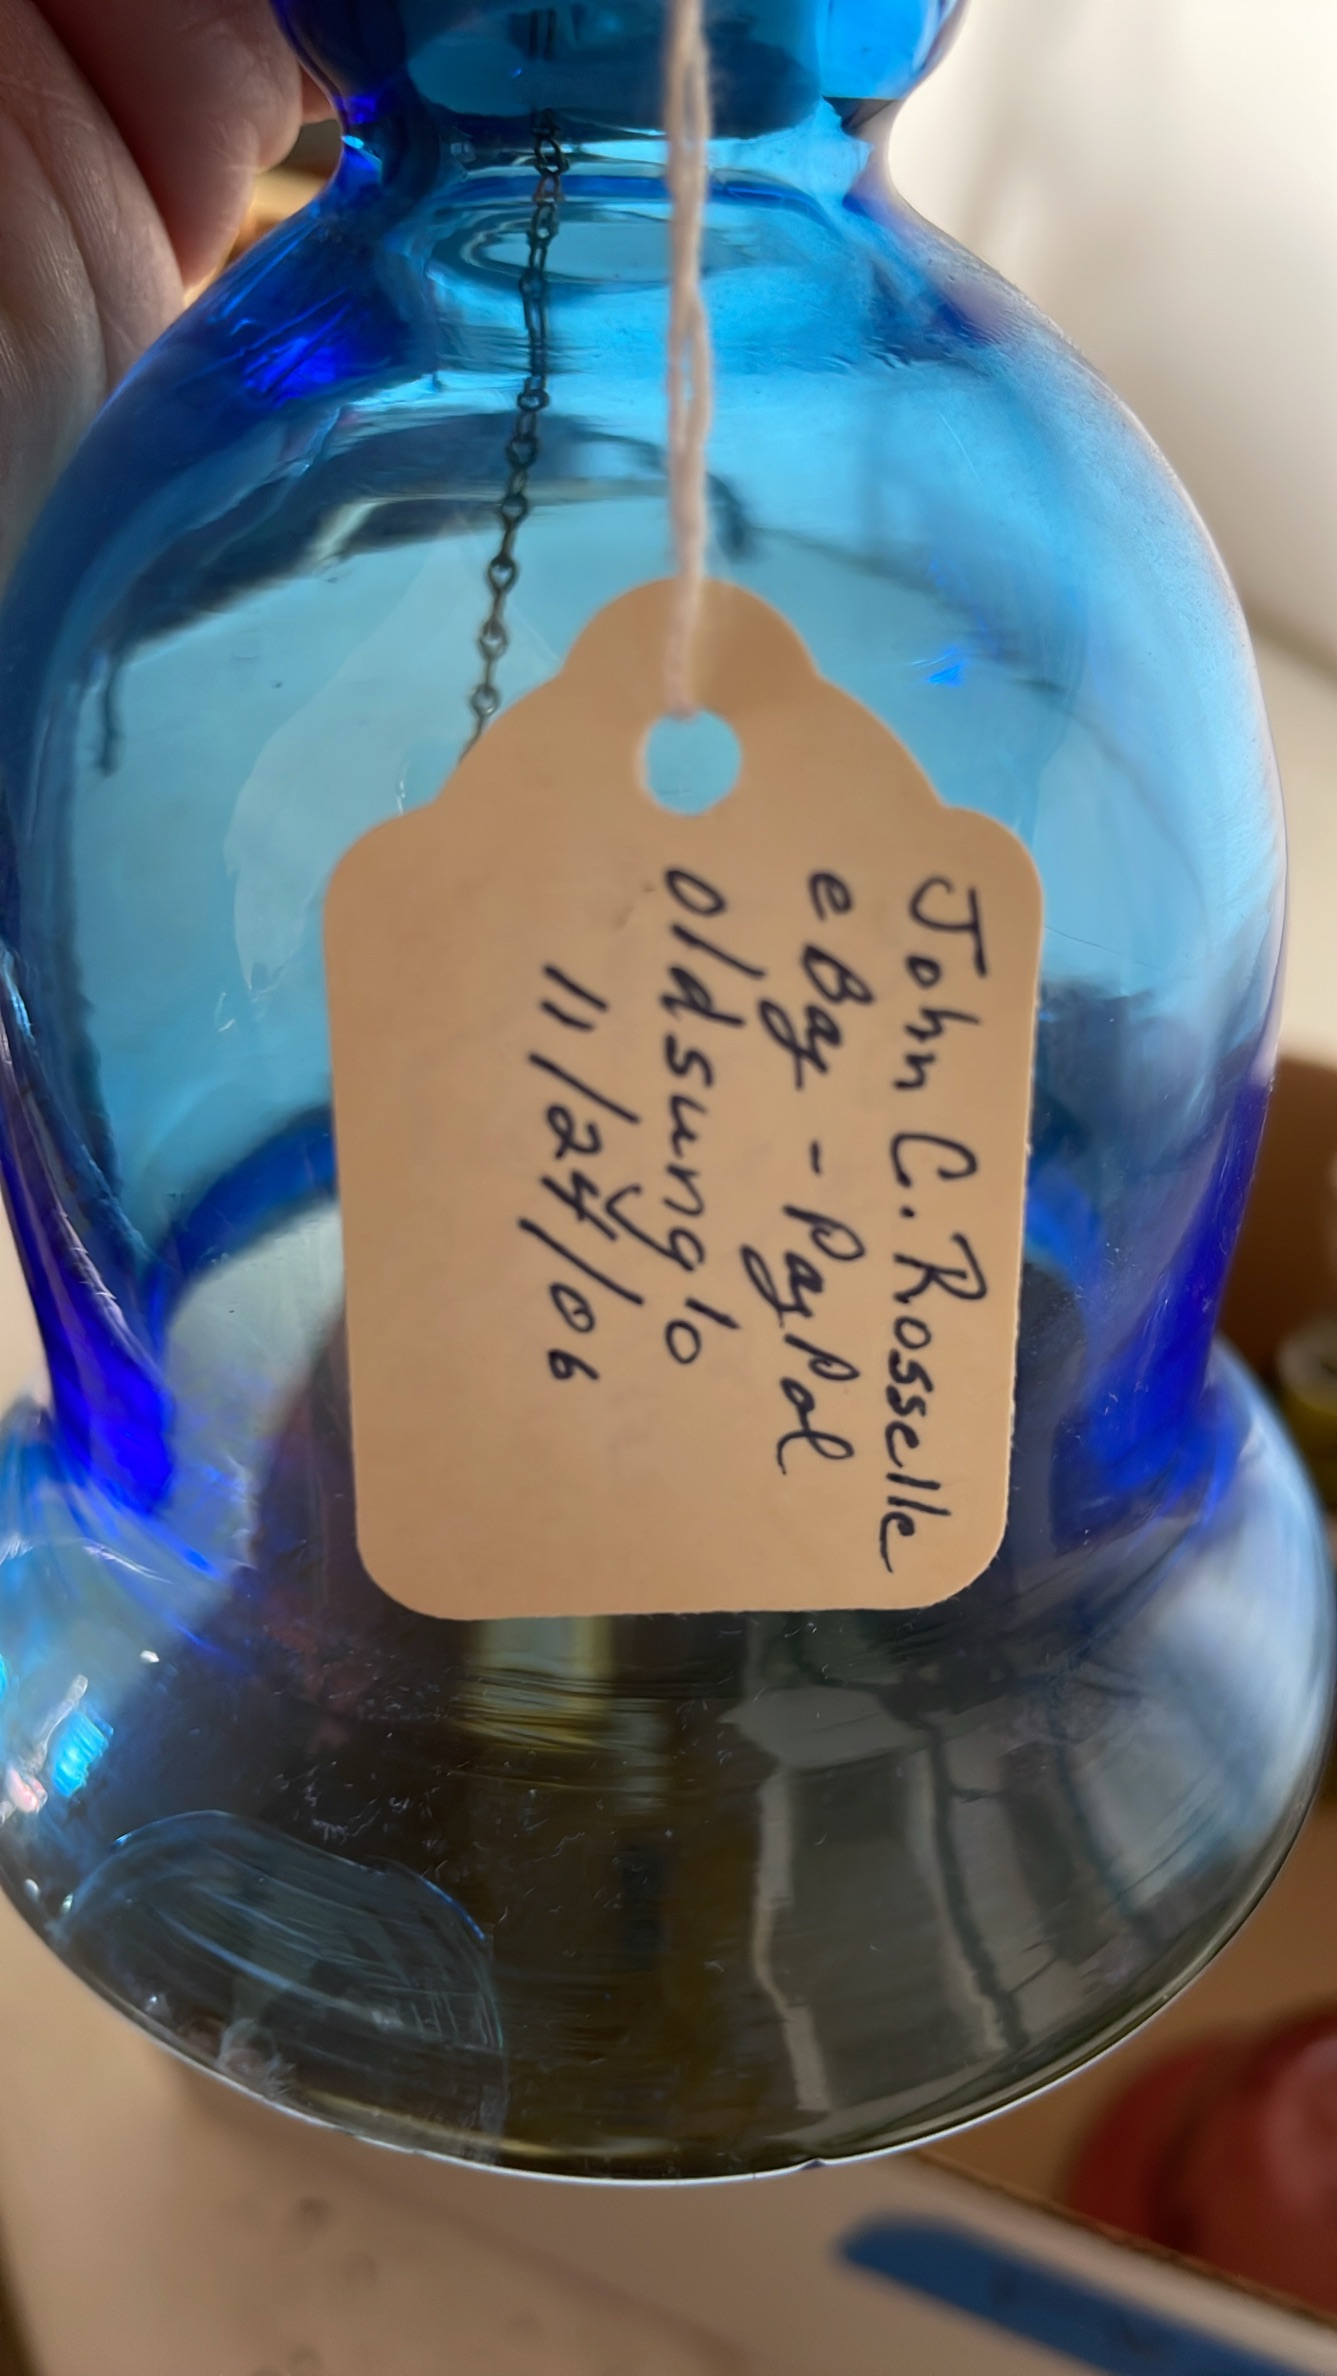 John C. Rosselle
eBay - PayPal
oldsung10
11/24/06